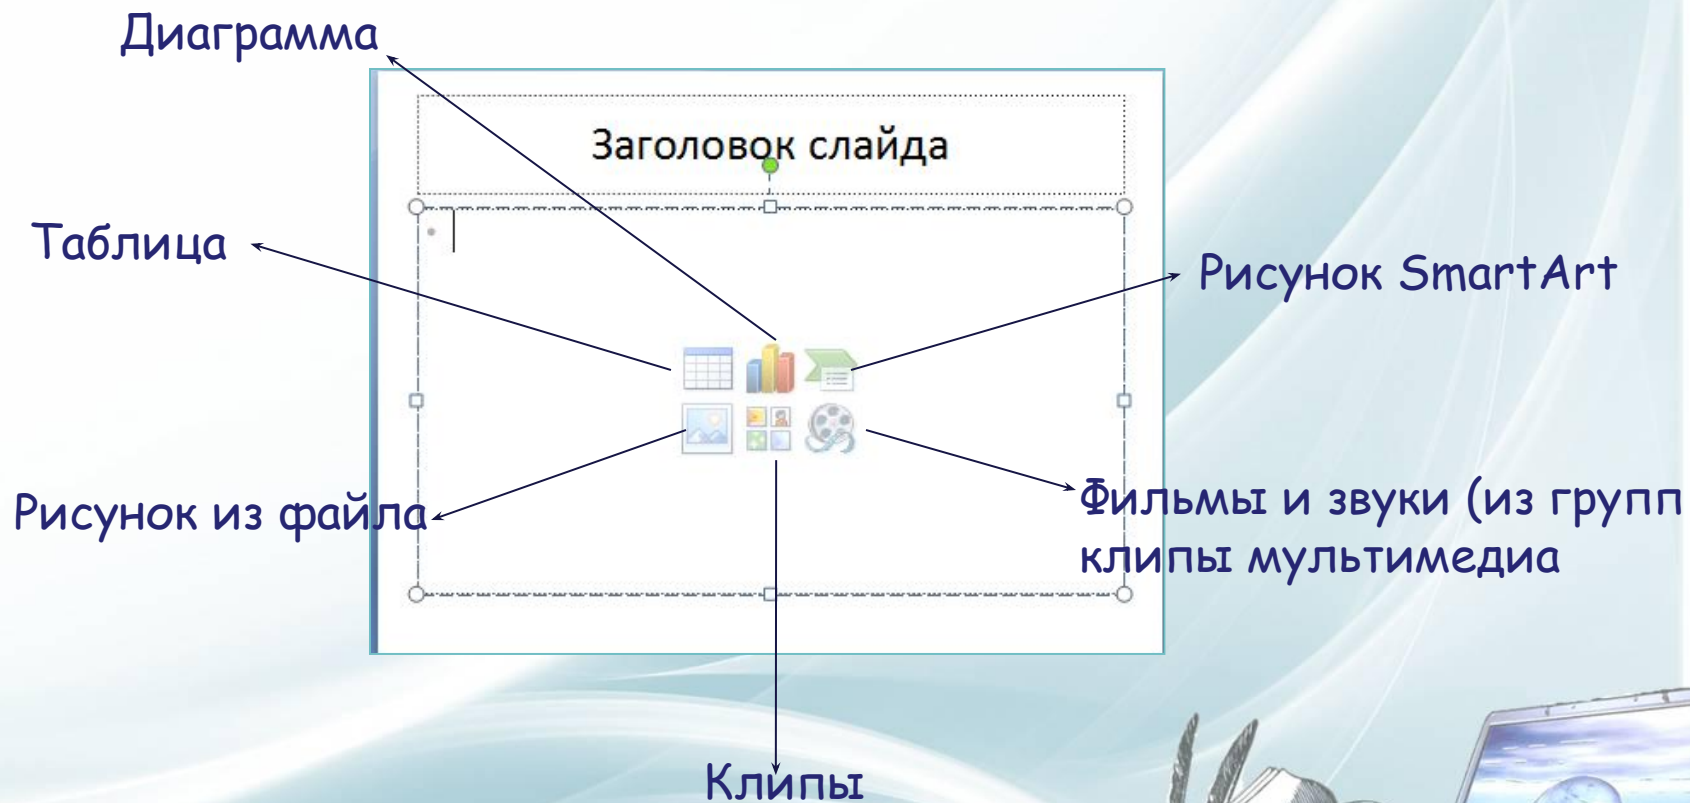 Диаграмма
Заголовок слайда
Таблица
Рисунок SmartArt
Рисунок из файла
Фильмы и звуки (из групп
клипы мультимедиа
Клипы